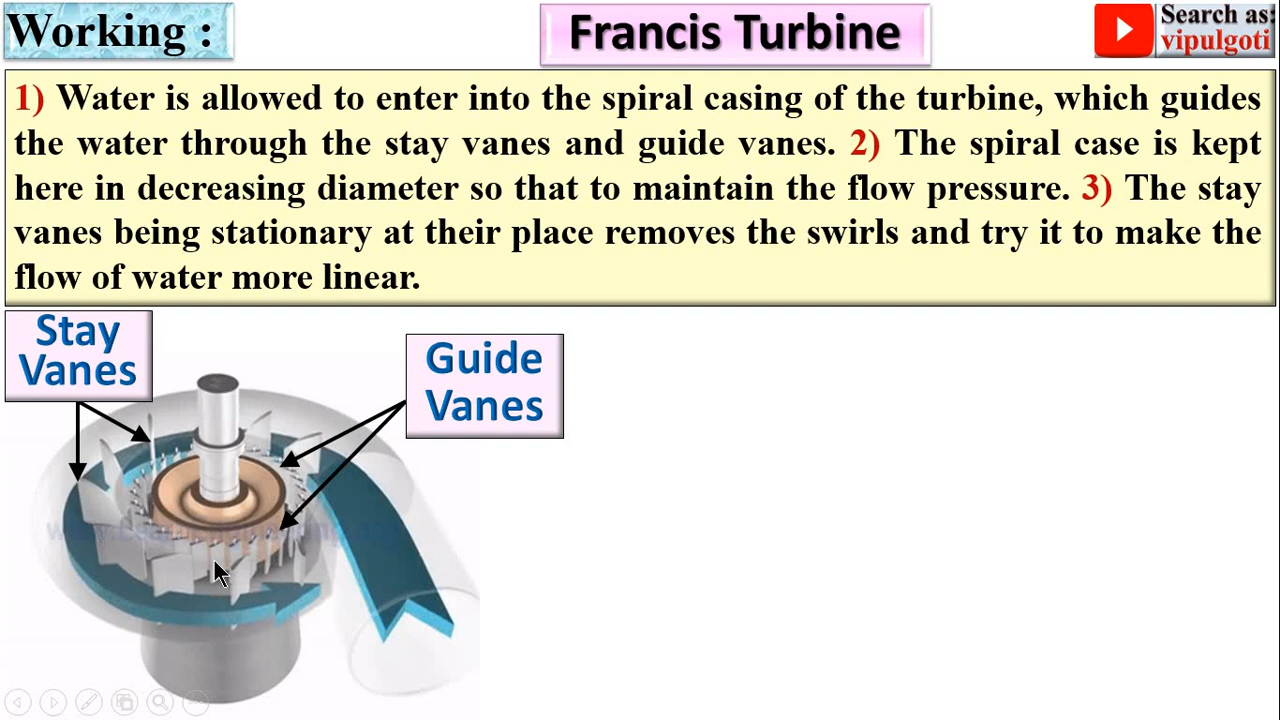 Working :
Francis Turbine
Search as:
vipulgoti
1) Water is allowed to enter into the spiral casing of the turbine, which guides
the water through the stay vanes and guide vanes. 2) The spiral case is kept
here in decreasing diameter so that to maintain the flow pressure. 3) The stay
vanes being stationary at their place removes the swirls and try it to make the
flow of water more linear.
Stay
Vanes
Guide
Vanes